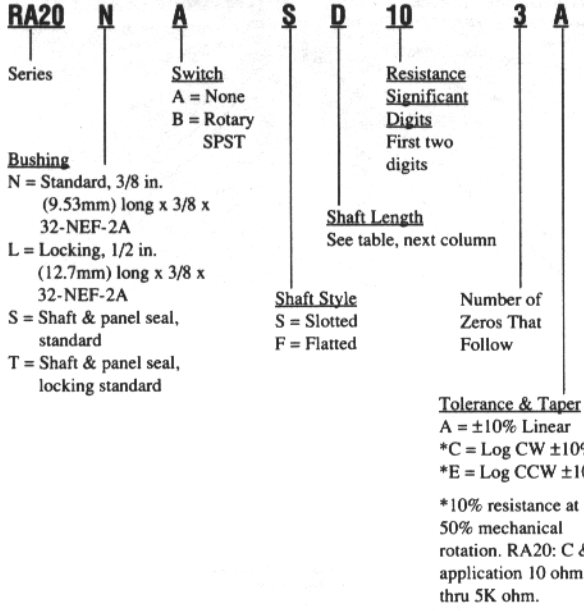 RA20 N A S D 10 3 A
Series
Switch
A = None
B = Rotary
SPST
Resistance
Significant
Digits
First two
digits
Bushing
N = Standard, 3/8 in.
(9.53mm) long x 3/8 x
32-NEF-2A
L = Locking, 1/2 in.
(12.7mm) long x 3/8 x
32-NEF-2A
S = Shaft & panel seal,
standard
T = Shaft & panel seal,
locking standard
Shaft Length
See table, next column
Shaft Style
S = Slotted
F = Flatted
Number of
Zeros That
Follow
Tolerance & Taper
A = ±10% Linear
*C = Log CW ±10%
*E = Log CCW ±10
*10% resistance at
50% mechanical
rotation. RA20: C &
application 10 ohm
thru 5K ohm.